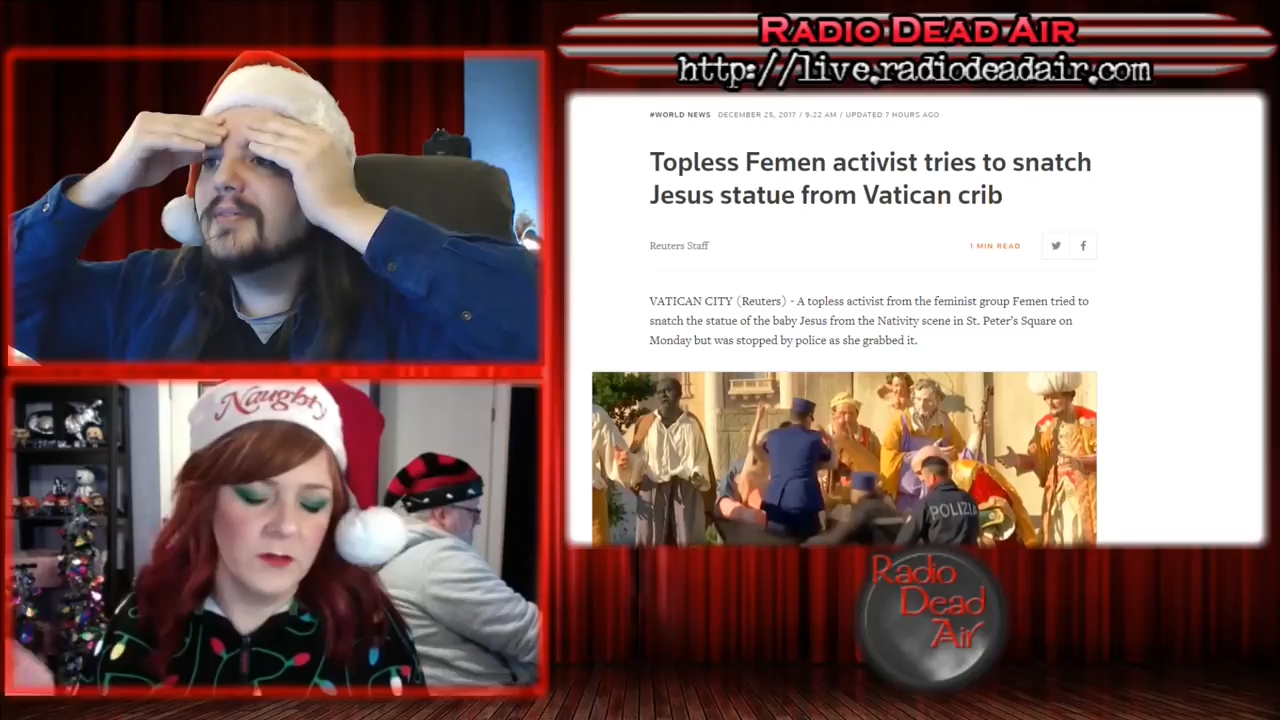 Radio Dead Air
http://live.radiodeadair.com
#WORLD NEWS DECEMBER 25, 2017 / 9:22 AM / UPDATED 7 HOURS AGO
Topless Femen activist tries to snatch
Jesus statue from Vatican crib
Reuters Staff
1 MIN READ
VATICAN CITY (Reuters) - A topless activist from the feminist group Femen tried to
snatch the statue of the baby Jesus from the Nativity scene in St. Peter's Square on
Monday but was stopped by police as she grabbed it.
POLIZIA
Naughty
Radio
Dead
Air